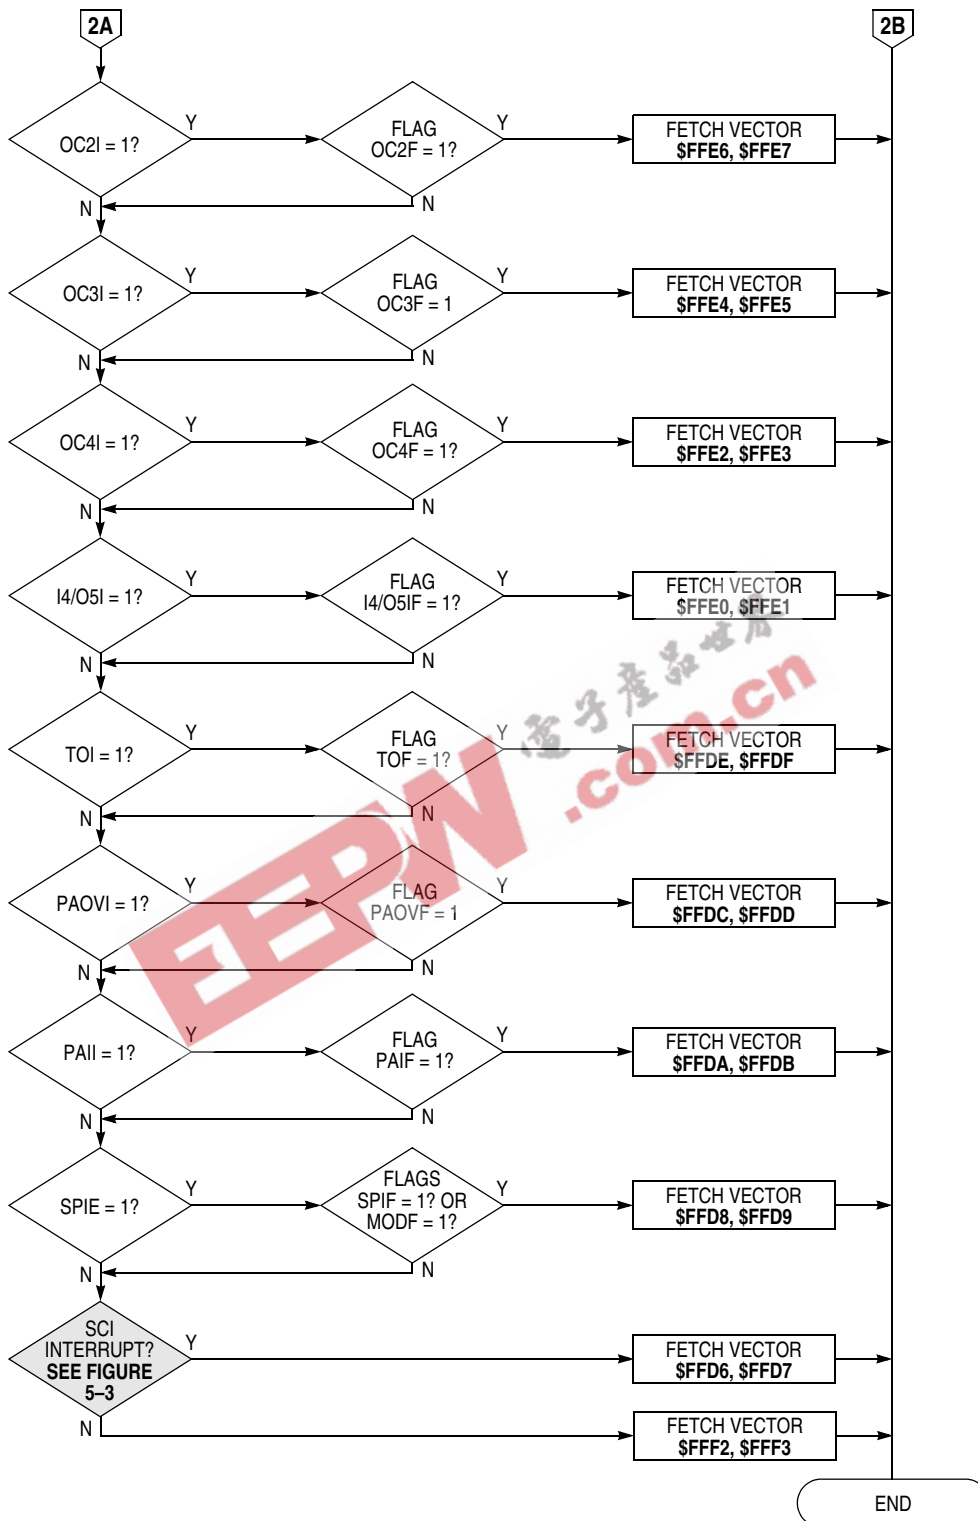 2A
2B
OC2I = 1?
Y
FLAG
OC2F = 1?
Y
FETCH VECTOR
$FFE6, $FFE7
N
N
OC3I = 1?
Y
FLAG
OC3F = 1
Y
FETCH VECTOR
$FFE4, $FFE5
N
N
OC4I = 1?
Y
FLAG
OC4F = 1?
Y
FETCH VECTOR
$FFE2, $FFE3
N
N
I4/O5I = 1?
Y
FLAG
I4/O5IF = 1?
Y
FETCH VECTOR
$FFE0, $FFE1
N
N
TOI = 1?
Y
FLAG
TOF = 1?
Y
FETCH VECTOR
$FFDE, $FFDF
N
N
電子產品世界
EEPW
.com.cn
PAOVI = 1?
Y
FLAG
PAOVF = 1
Y
FETCH VECTOR
$FFDC, $FFDD
N
N
PAII = 1?
Y
FLAG
PAIF = 1?
Y
FETCH VECTOR
$FFDA, $FFDB
N
N
SPIE = 1?
Y
FLAGS
SPIF = 1? OR
MODF = 1?
Y
FETCH VECTOR
$FFD8, $FFD9
N
N
SCI
INTERRUPT?
SEE FIGURE
5–3
Y
FETCH VECTOR
$FFD6, $FFD7
N
FETCH VECTOR
$FFF2, $FFF3
END